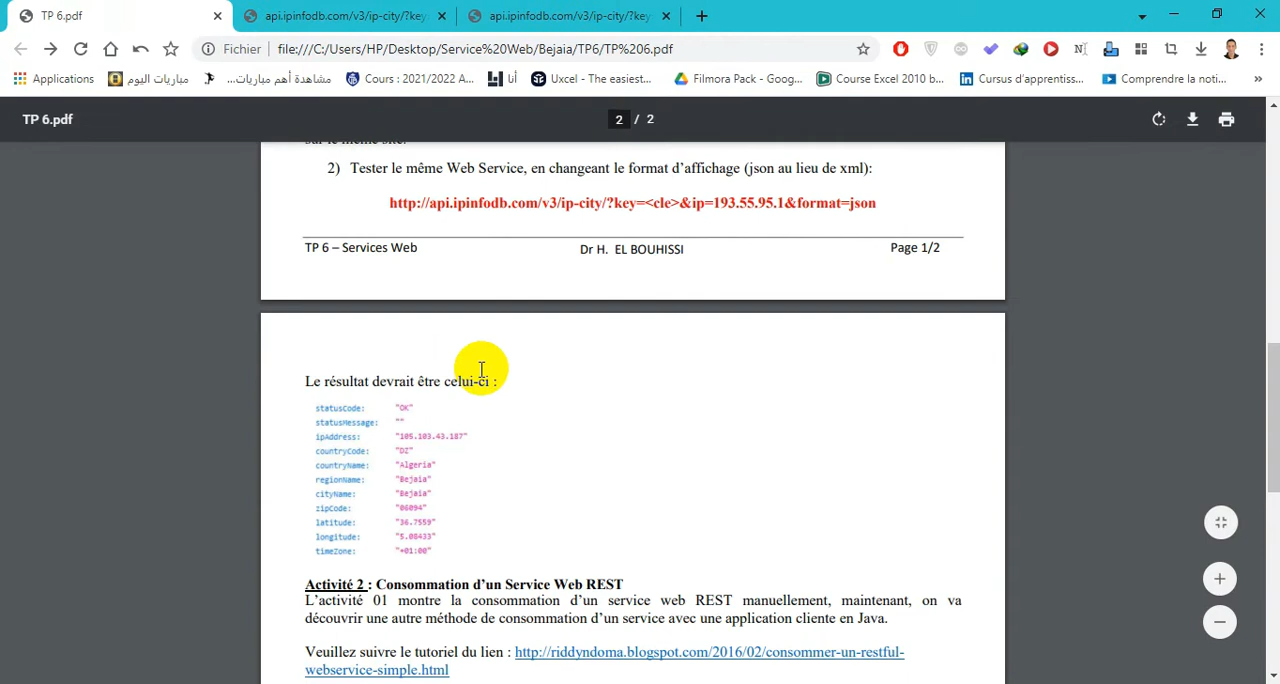 TP 6.pdf
api.ipinfodb.com/v3/ip-city/?key
api.ipinfodb.com/v3/ip-city/?key
Fichier
file:///C:/Users/HP/Desktop/Service%20Web/Bejaia/TP6/TP%206.pdf
Applications
مباريات اليوم
مشاهدة أهم مباريات...
Cours : 2021/2022 A...
أنا
Uxcel - The easiest...
Filmora Pack - Goog...
Course Excel 2010 b...
Cursus d'apprentiss...
Comprendre la noti...
»
TP 6.pdf
2 / 2
sur le même site.
2) Tester le même Web Service, en changeant le format d'affichage (json au lieu de xml):
http://api.ipinfodb.com/v3/ip-city/?key=<cle>&ip=193.55.95.1&format=json
TP 6 – Services Web Dr H. EL BOUHISSI Page 1/2
Le résultat devrait être celui-ci :
statusCode: "OK"
statusMessage: ""
ipAddress: "105.103.43.187"
countryCode: "DZ"
countryName: "Algeria"
regionName: "Bejaia"
cityName: "Bejaia"
zipCode: "06094"
latitude: "36.7559"
longitude: "5.08433"
timeZone: "+01:00"
Activité 2 : Consommation d'un Service Web REST
L'activité 01 montre la consommation d'un service web REST manuellement, maintenant, on va
découvrir une autre méthode de consommation d'un service avec une application cliente en Java.
Veuillez suivre le tutoriel du lien : http://riddyndoma.blogspot.com/2016/02/consommer-un-restful-
webservice-simple.html